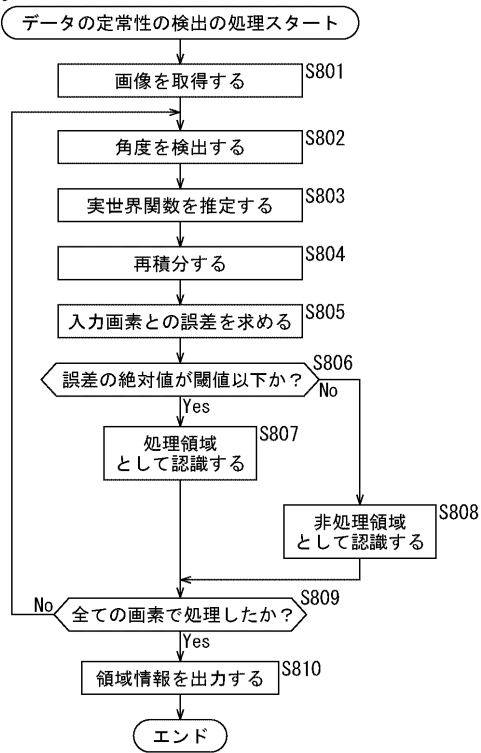 データの定常性の検出の処理スタート
画像を取得する
S801
角度を検出する
S802
実世界関数を推定する
S803
再積分する
S804
入力画素との誤差を求める
S805
誤差の絶対値が閾値以下か？
S806
No
Yes
処理領域
として認識する
S807
非処理領域
として認識する
S808
全ての画素で処理したか？
S809
No
Yes
領域情報を出力する
S810
エンド